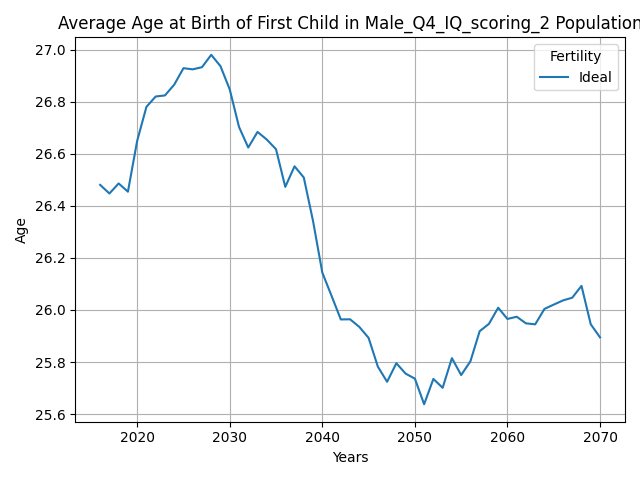 Average Age at Birth of First Child in Male_Q4_IQ_scoring_2 Population
Fertility
Ideal
27.0
26.8
26.6
26.4
26.2
26.0
25.8
25.6
Age
2020 2030 2040 2050 2060 2070
Years